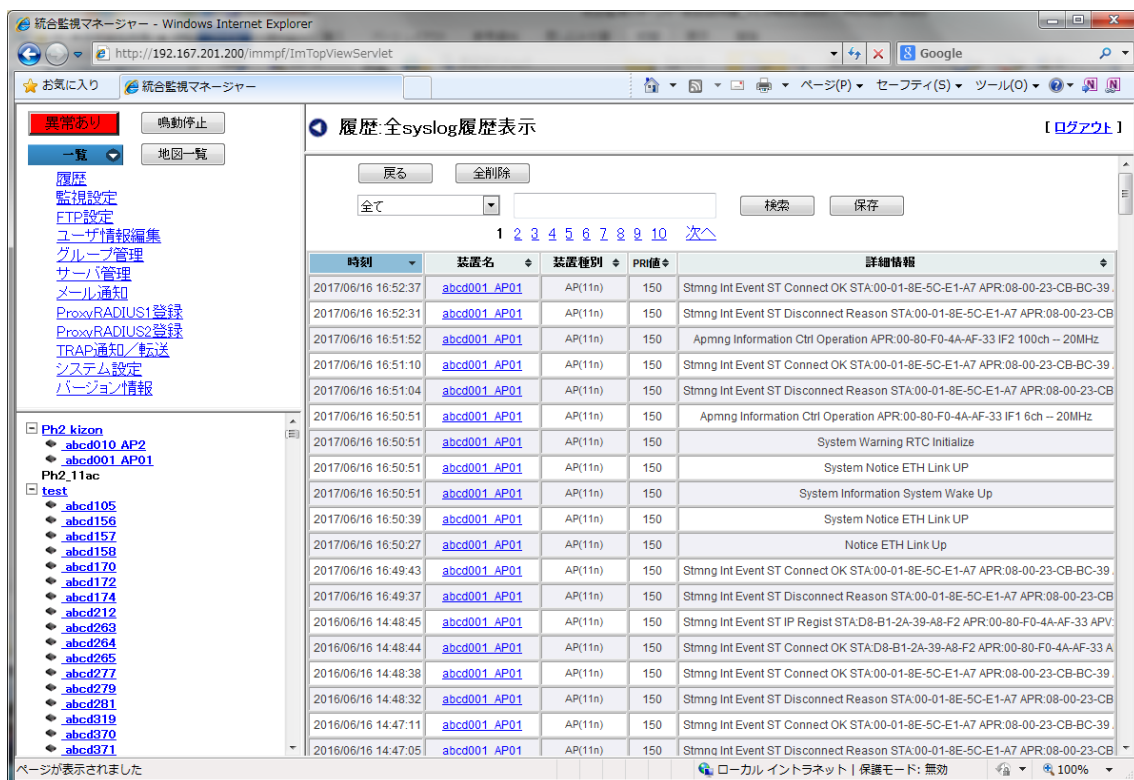 統合監視マネージャー - Windows Internet Explorer
http://192.167.201.200/immpf/ImTopViewServlet
Google
お気に入り
統合監視マネージャー
ページ(P)
セーフティ(S)
ツール(O)
異常あり
鳴動停止
一覧
地図一覧
履歴
監視設定
FTP設定
ユーザ情報編集
グループ管理
サーバ管理
メール通知
ProxyRADIUS1登録
ProxyRADIUS2登録
TRAP通知／転送
システム設定
バージョン情報
Ph2 kizon
abcd010 AP2
abcd001 AP01
Ph2_11ac
test
abcd105
abcd156
abcd157
abcd158
abcd170
abcd172
abcd174
abcd212
abcd263
abcd264
abcd265
abcd277
abcd279
abcd281
abcd319
abcd370
abcd371
履歴:全syslog履歴表示
[ ログアウト ]
戻る
全削除
全て
検索
保存
1 2 3 4 5 6 7 8 9 10 次へ
時刻 装置名 装置種別 PRI値 詳細情報
2017/06/16 16:52:37 abcd001 AP01 AP(11n) 150 Stmng Int Event ST Connect OK STA:00-01-8E-5C-E1-A7 APR:08-00-23-CB-BC-39
2017/06/16 16:52:31 abcd001 AP01 AP(11n) 150 Stmng Int Event ST Disconnect Reason STA:00-01-8E-5C-E1-A7 APR:08-00-23-CB
2017/06/16 16:51:52 abcd001 AP01 AP(11n) 150 Apmng Information Ctrl Operation APR:00-80-F0-4A-AF-33 IF2 100ch -- 20MHz
2017/06/16 16:51:10 abcd001 AP01 AP(11n) 150 Stmng Int Event ST Connect OK STA:00-01-8E-5C-E1-A7 APR:08-00-23-CB-BC-39
2017/06/16 16:51:04 abcd001 AP01 AP(11n) 150 Stmng Int Event ST Disconnect Reason STA:00-01-8E-5C-E1-A7 APR:08-00-23-CB
2017/06/16 16:50:51 abcd001 AP01 AP(11n) 150 Apmng Information Ctrl Operation APR:00-80-F0-4A-AF-33 IF1 6ch -- 20MHz
2017/06/16 16:50:51 abcd001 AP01 AP(11n) 150 System Warning RTC Initialize
2017/06/16 16:50:51 abcd001 AP01 AP(11n) 150 System Notice ETH Link UP
2017/06/16 16:50:51 abcd001 AP01 AP(11n) 150 System Information System Wake Up
2017/06/16 16:50:39 abcd001 AP01 AP(11n) 150 System Notice ETH Link UP
2017/06/16 16:50:27 abcd001 AP01 AP(11n) 150 Notice ETH Link Up
2017/06/16 16:49:43 abcd001 AP01 AP(11n) 150 Stmng Int Event ST Connect OK STA:00-01-8E-5C-E1-A7 APR:08-00-23-CB-BC-39
2017/06/16 16:49:37 abcd001 AP01 AP(11n) 150 Stmng Int Event ST Disconnect Reason STA:00-01-8E-5C-E1-A7 APR:08-00-23-CB
2016/06/16 14:48:45 abcd001 AP01 AP(11n) 150 Stmng Int Event ST IP Regist STA:D8-B1-2A-39-A8-F2 APR:00-80-F0-4A-AF-33 APV:
2016/06/16 14:48:44 abcd001 AP01 AP(11n) 150 Stmng Int Event ST Connect OK STA:D8-B1-2A-39-A8-F2 APR:00-80-F0-4A-AF-33 A
2016/06/16 14:48:38 abcd001 AP01 AP(11n) 150 Stmng Int Event ST Connect OK STA:00-01-8E-5C-E1-A7 APR:08-00-23-CB-BC-39
2016/06/16 14:48:32 abcd001 AP01 AP(11n) 150 Stmng Int Event ST Disconnect Reason STA:00-01-8E-5C-E1-A7 APR:08-00-23-CB
2016/06/16 14:47:11 abcd001 AP01 AP(11n) 150 Stmng Int Event ST Connect OK STA:00-01-8E-5C-E1-A7 APR:08-00-23-CB-BC-39
2016/06/16 14:47:05 abcd001 AP01 AP(11n) 150 Stmng Int Event ST Disconnect Reason STA:00-01-8E-5C-E1-A7 APR:08-00-23-CB
ページが表示されました
ローカル イントラネット | 保護モード: 無効
100%